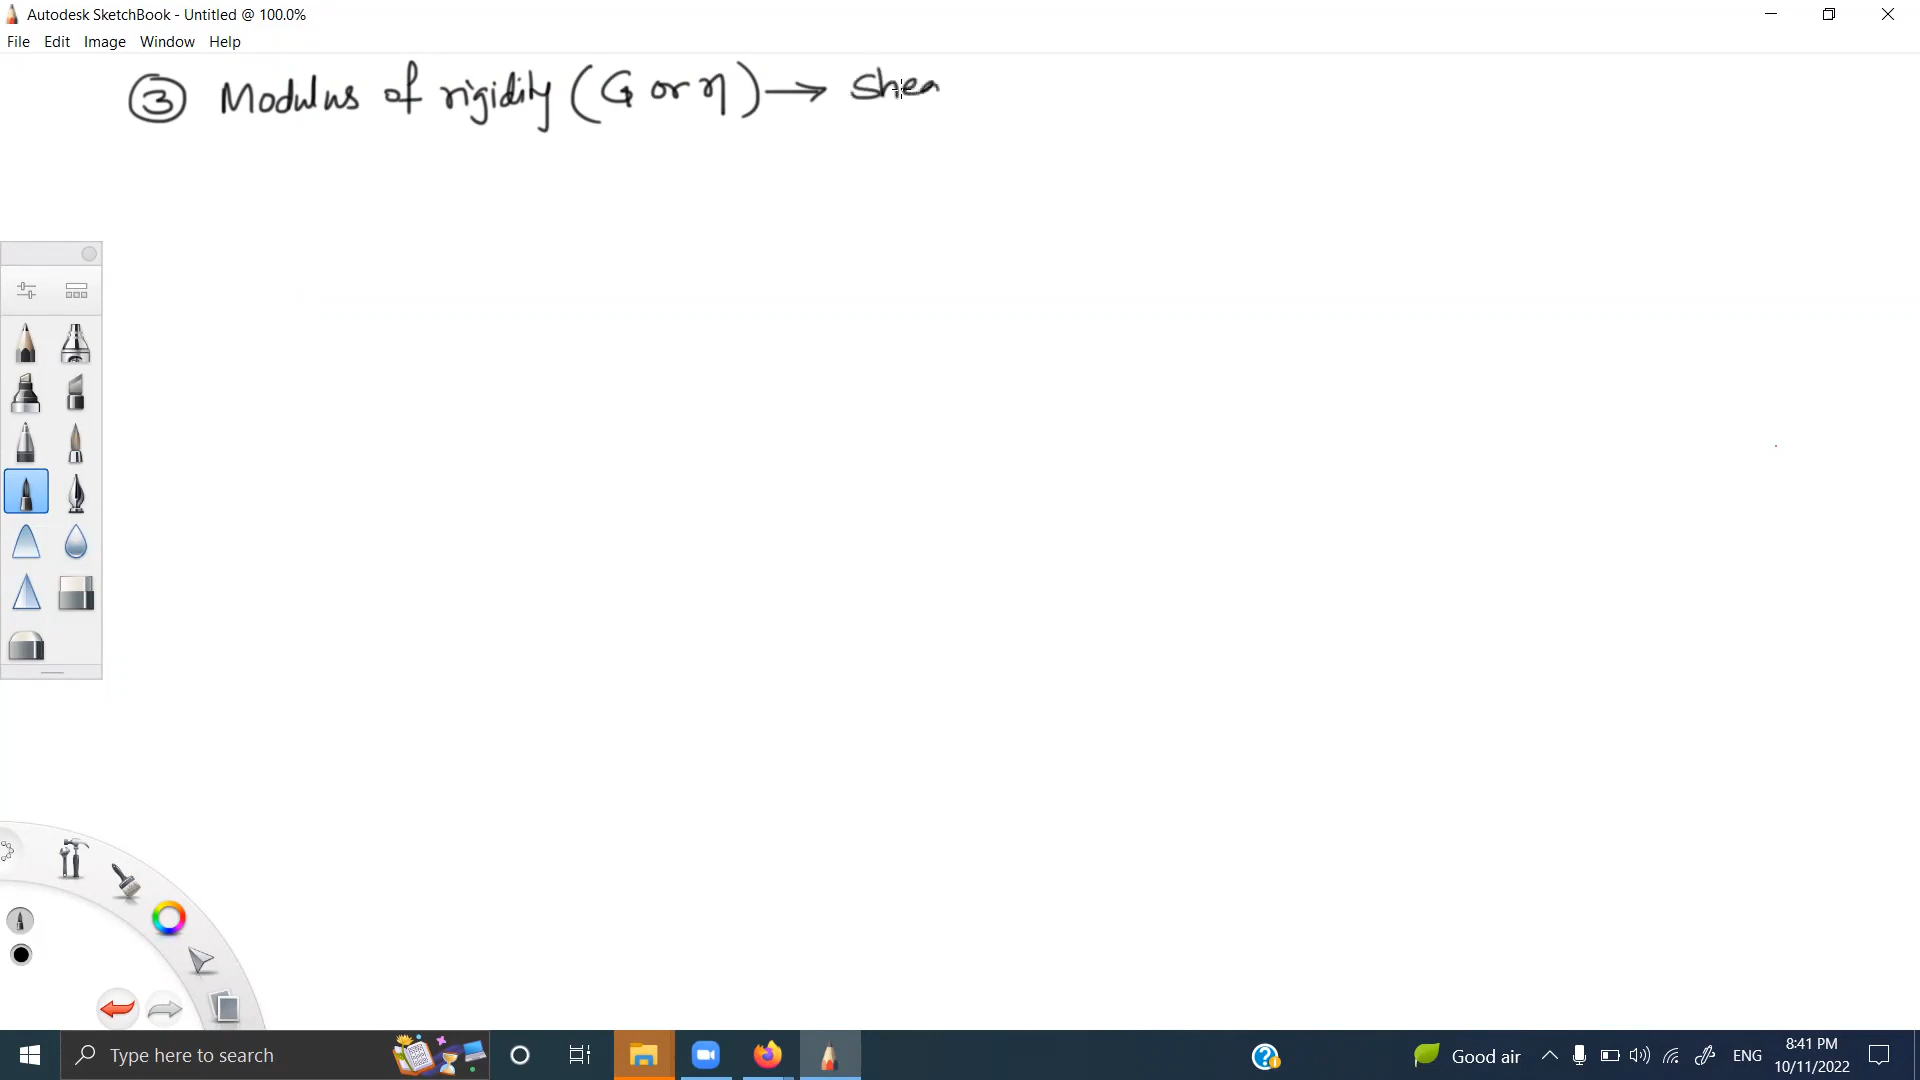 Autodesk SketchBook - Untitled @ 100.0%
File Edit Image Window Help
③ Modulus of rigidity (G or η) → Shea
Type here to search
Good air
ENG
8:41 PM
10/11/2022